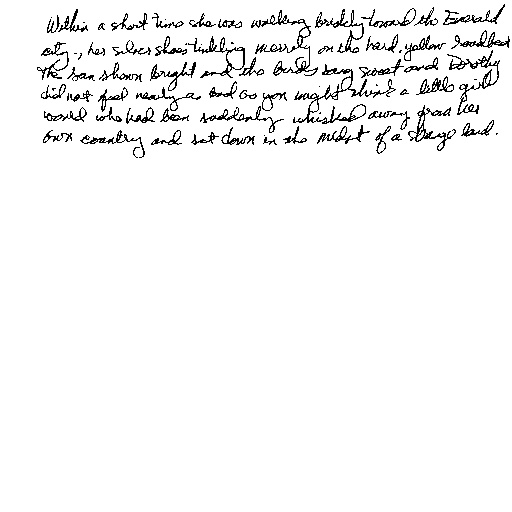 Within a short time she was walking briskly toward the Emerald
city., her silver shoes tinkling merrily on the hard, yellow roadbed
The sun shown bright and the birds sang sweet and Dorothy
did not feel nearly as bad as you might think a little girl
would who had been suddenly whisked away from her
own country and set down in the midst of a strange land.